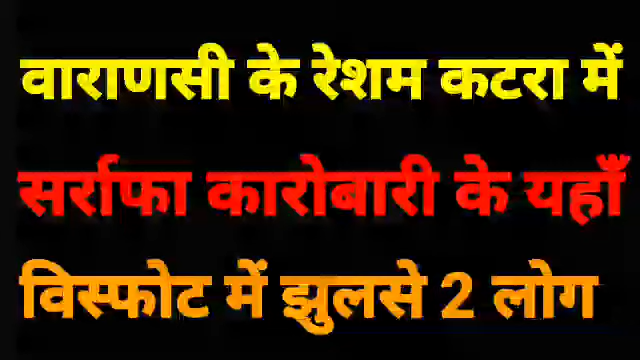 वाराणसी के रेशम कटरा में
सर्राफा कारोबारी के यहाँ
विस्फोट में झुलसे 2 लोग